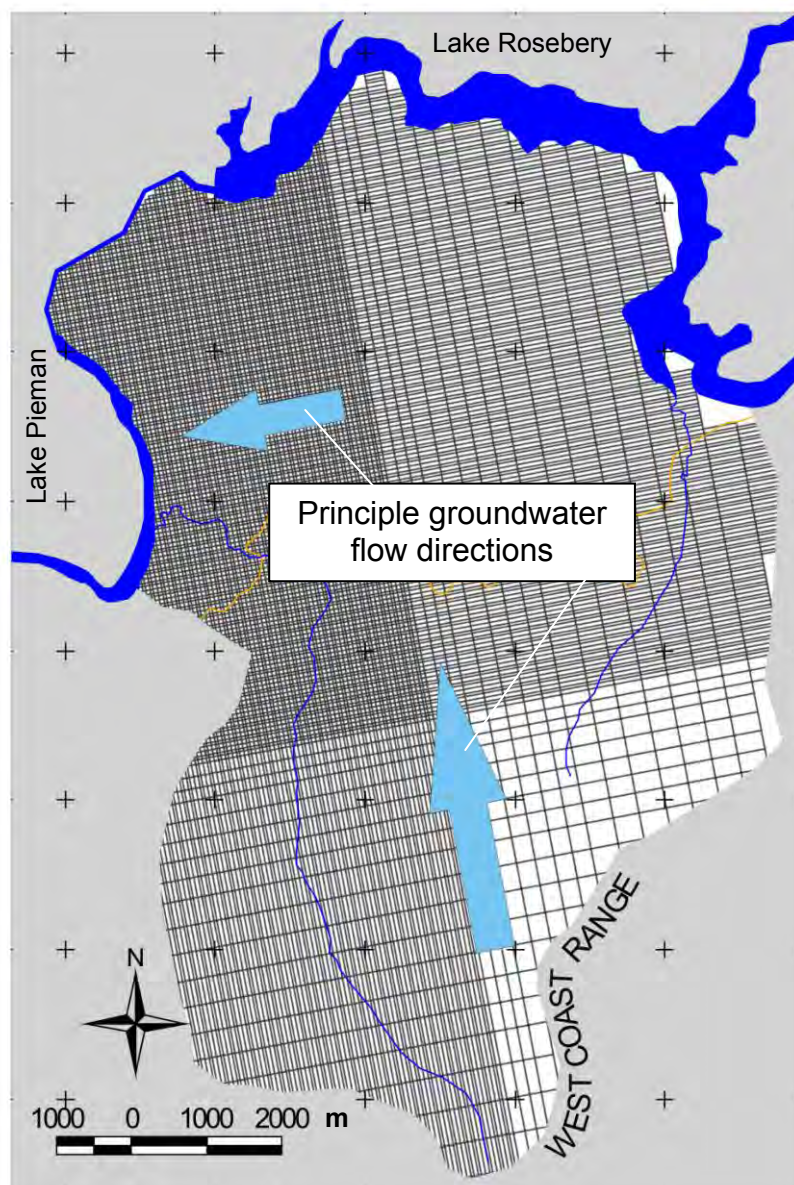 Lake Rosebery
Lake Pieman
Principle groundwater
flow directions
WEST COAST RANGE
N
1000 0 1000 2000 m